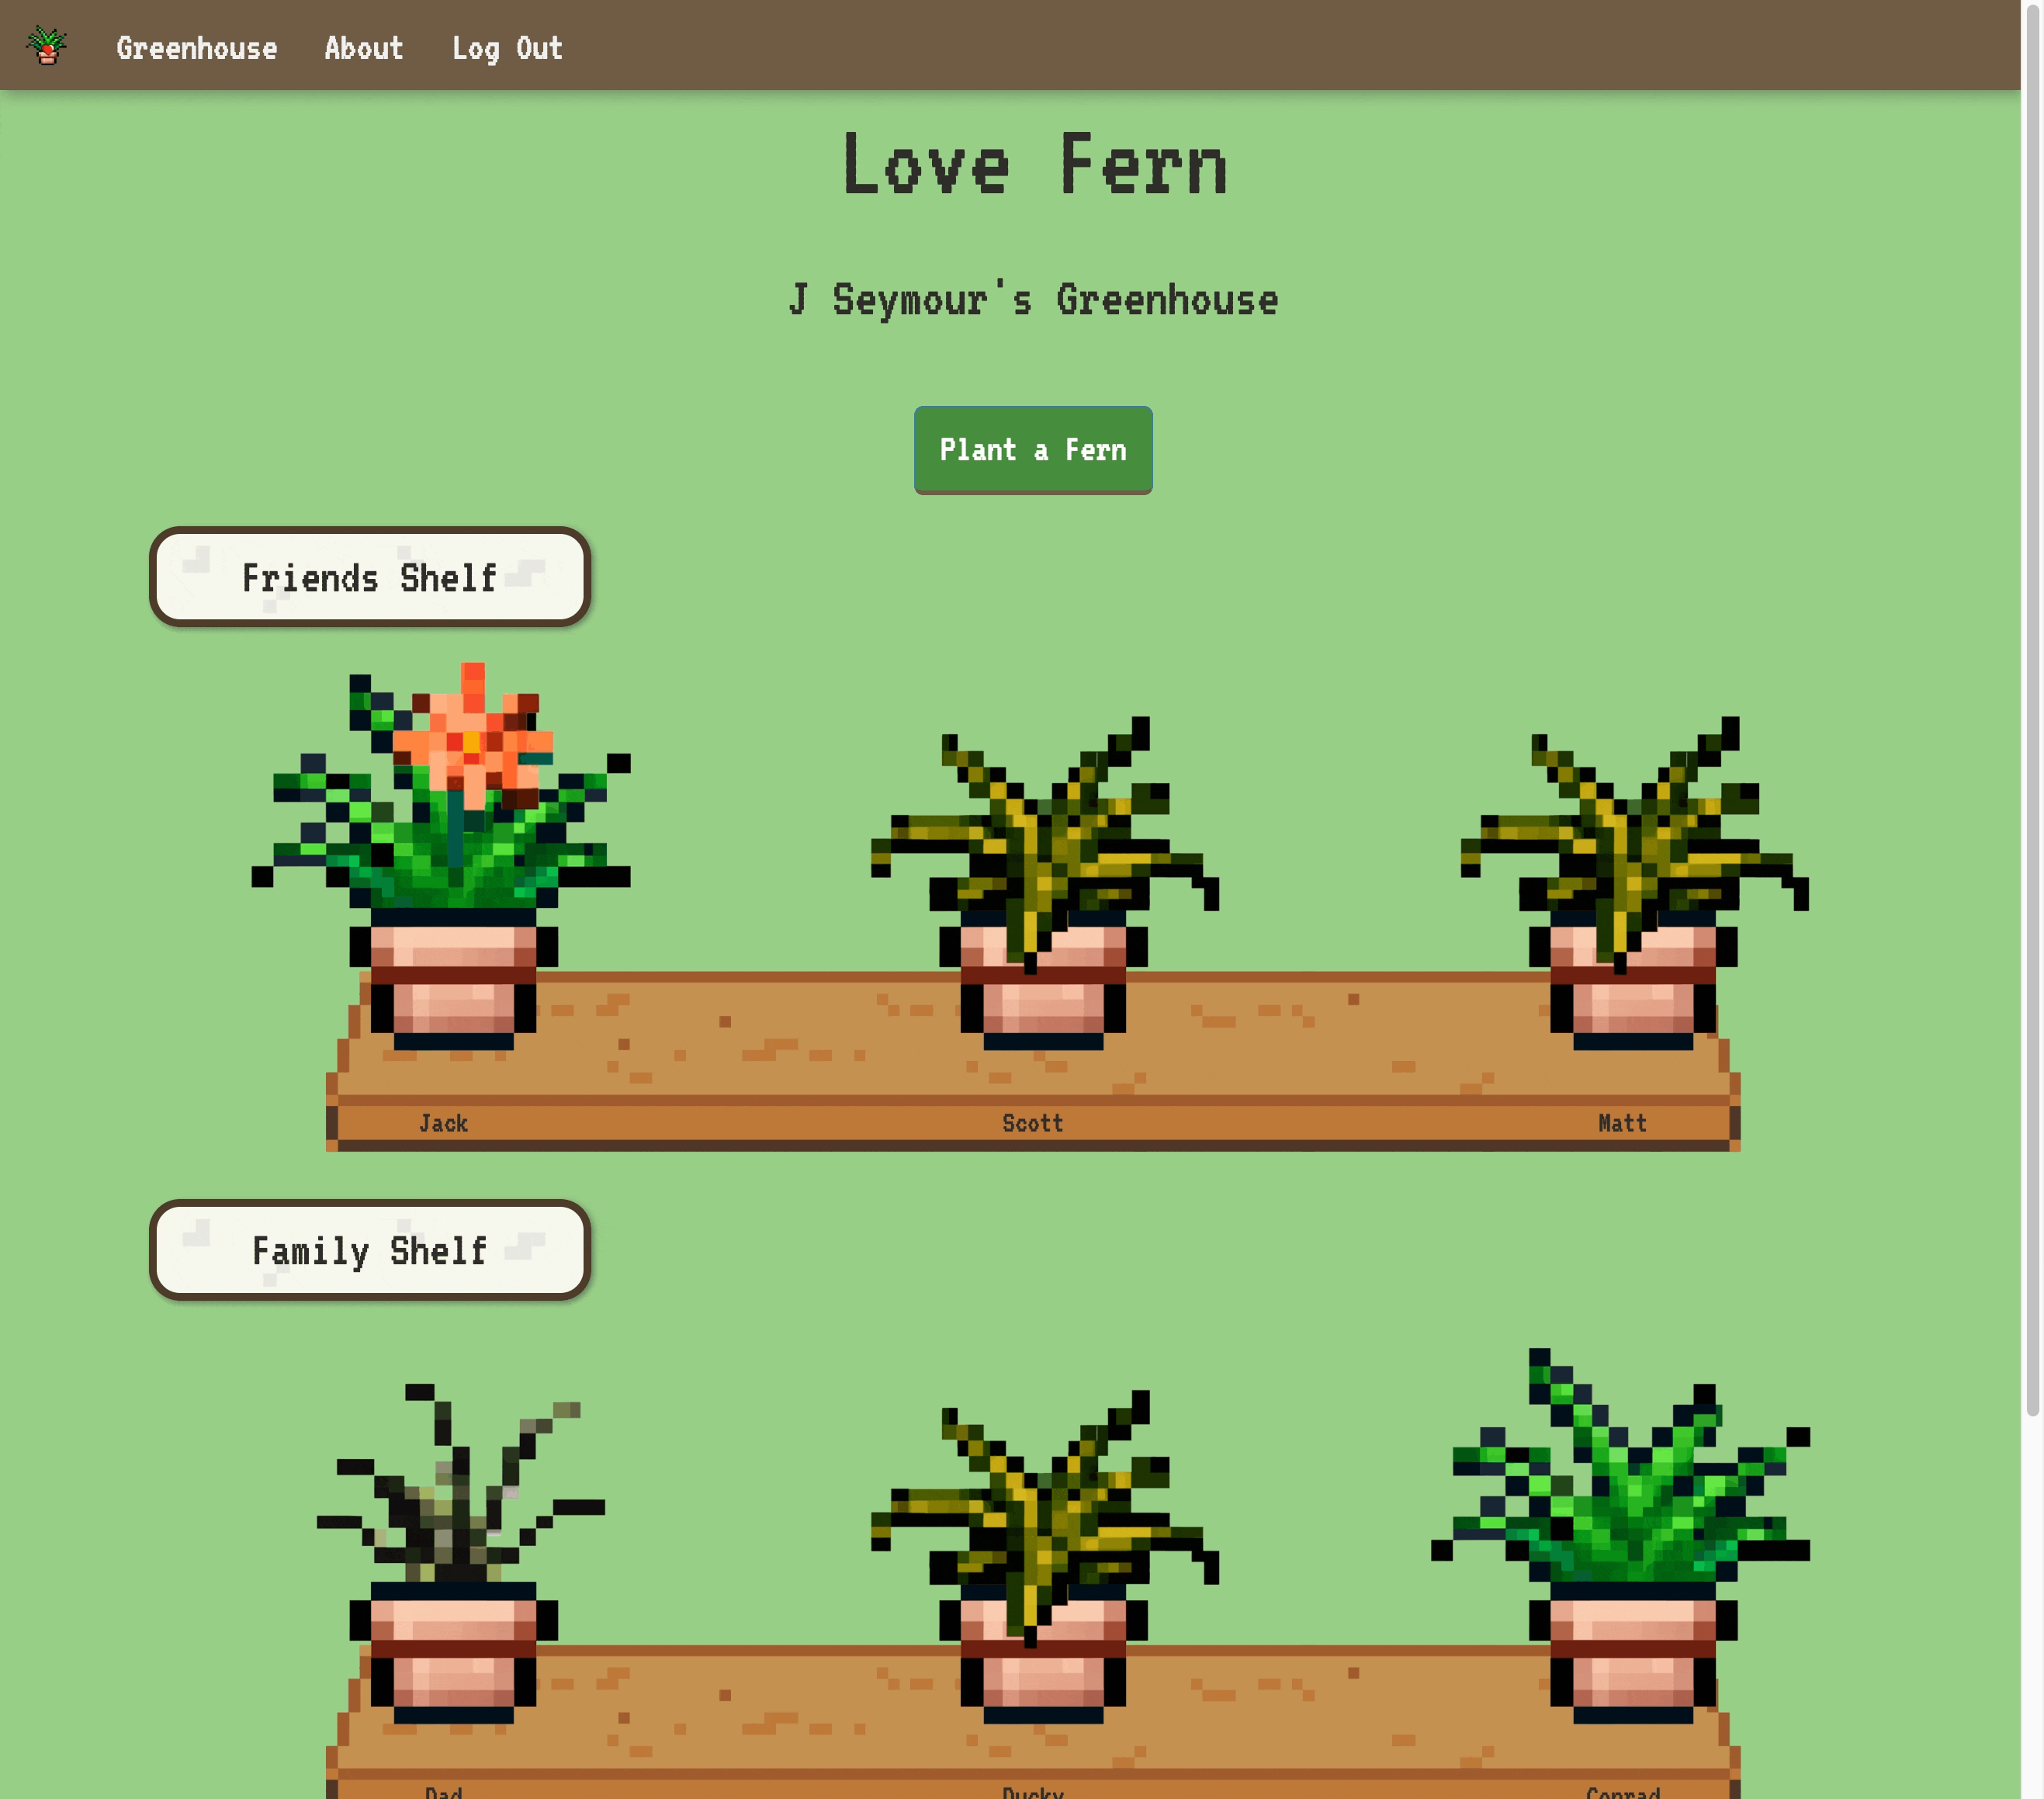 Greenhouse About Log Out
Love Fern
J Seymour's Greenhouse
Plant a Fern
Friends Shelf
Jack Scott Matt
Family Shelf
Dad Ducky Conrad